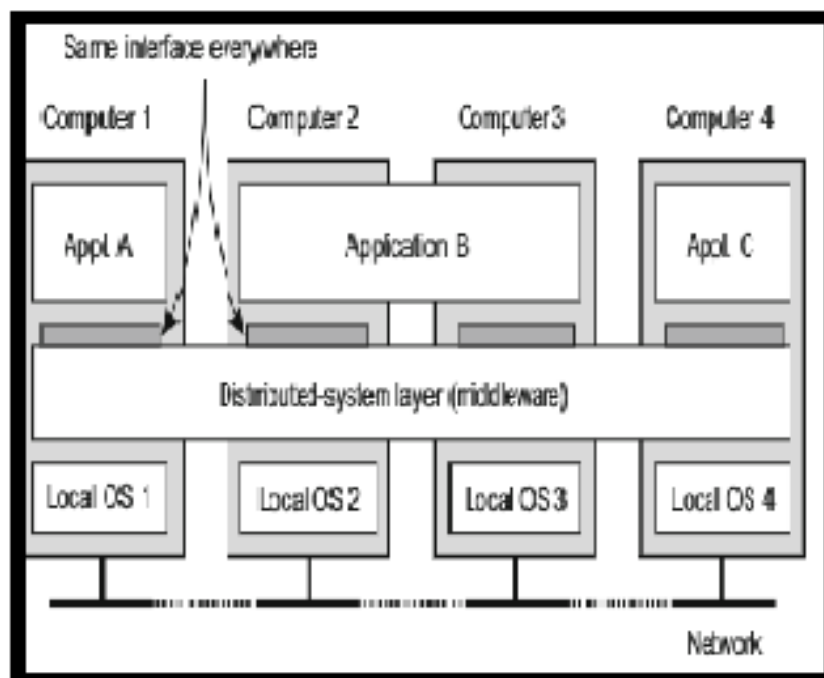 Same interface everywhere
Computer 1
Computer 2
Computer 3
Computer 4
Appl. A
Application B
Appl. C
Distributed-system layer (middleware)
Local OS 1
Local OS 2
Local OS 3
Local OS 4
Network